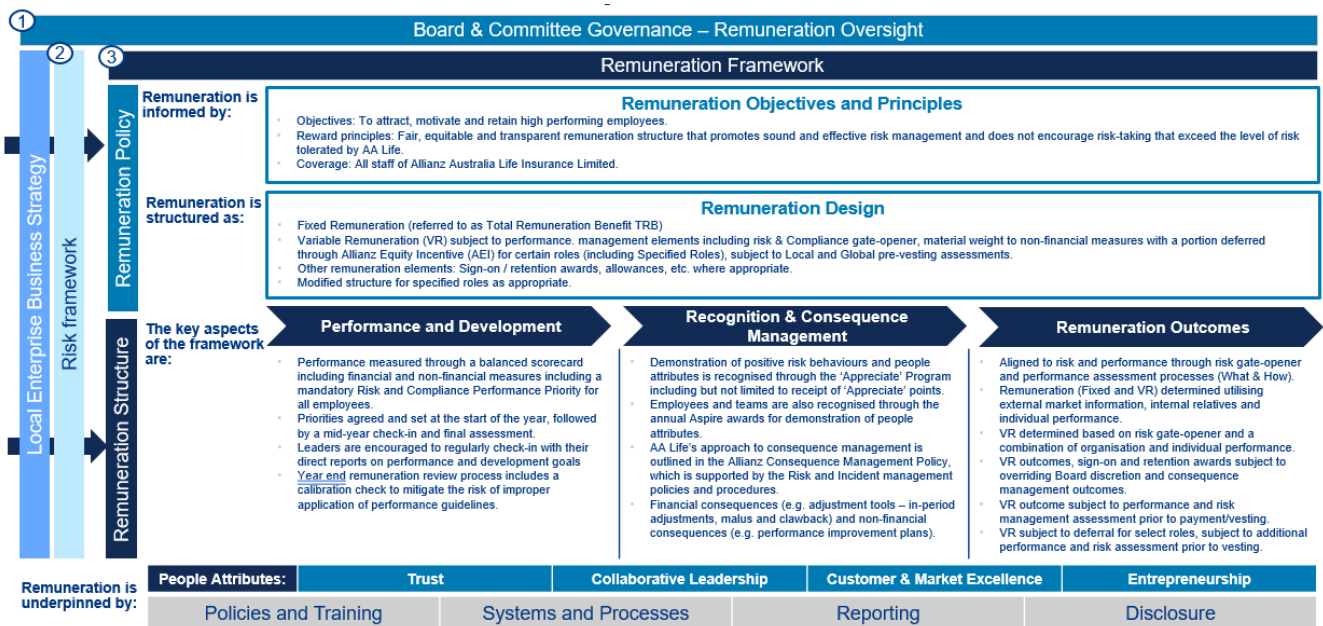 1
Board & Committee Governance – Remuneration Oversight
2
3
Local Enterprise Business Strategy
Risk framework
Remuneration Framework
Remuneration Policy
Remuneration is
informed by:
Remuneration Objectives and Principles
Objectives: To attract, motivate and retain high performing employees.
Reward principles: Fair, equitable and transparent remuneration structure that promotes sound and effective risk management and does not encourage risk-taking that exceed the level of risk
tolerated by AA Life.
Coverage: All staff of Allianz Australia Life Insurance Limited.
Remuneration is
structured as:
Remuneration Design
Fixed Remuneration (referred to as Total Remuneration Benefit TRB)
Variable Remuneration (VR) subject to performance. management elements including risk & Compliance gate-opener, material weight to non-financial measures with a portion deferred
through Allianz Equity Incentive (AEI) for certain roles (including Specified Roles), subject to Local and Global pre-vesting assessments.
Other remuneration elements: Sign-on / retention awards, allowances, etc. where appropriate.
Modified structure for specified roles as appropriate.
Remuneration Structure
The key aspects
of the framework
are:
Performance and Development
Performance measured through a balanced scorecard
including financial and non-financial measures including a
mandatory Risk and Compliance Performance Priority for
all employees.
Priorities agreed and set at the start of the year, followed
by a mid-year check-in and final assessment.
Leaders are encouraged to regularly check-in with their
direct reports on performance and development goals
Year end remuneration review process includes a
calibration check to mitigate the risk of improper
application of performance guidelines.
Recognition & Consequence
Management
Demonstration of positive risk behaviours and people
attributes is recognised through the ‘Appreciate’ Program
including but not limited to receipt of ‘Appreciate’ points.
Employees and teams are also recognised through the
annual Aspire awards for demonstration of people
attributes.
AA Life’s approach to consequence management is
outlined in the Allianz Consequence Management Policy,
which is supported by the Risk and Incident management
policies and procedures.
Financial consequences (e.g. adjustment tools – in-period
adjustments, malus and clawback) and non-financial
consequences (e.g. performance improvement plans).
Remuneration Outcomes
Aligned to risk and performance through risk gate-opener
and performance assessment processes (What & How).
Remuneration (Fixed and VR) determined utilising
external market information, internal relatives and
individual performance.
VR determined based on risk gate-opener and a
combination of organisation and individual performance.
VR outcomes, sign-on and retention awards subject to
overriding Board discretion and consequence
management outcomes.
VR outcome subject to performance and risk
management assessment prior to payment/vesting.
VR subject to deferral for select roles, subject to additional
performance and risk assessment prior to vesting.
Remuneration is
underpinned by:
People Attributes:
Trust
Collaborative Leadership
Customer & Market Excellence
Entrepreneurship
Policies and Training
Systems and Processes
Reporting
Disclosure